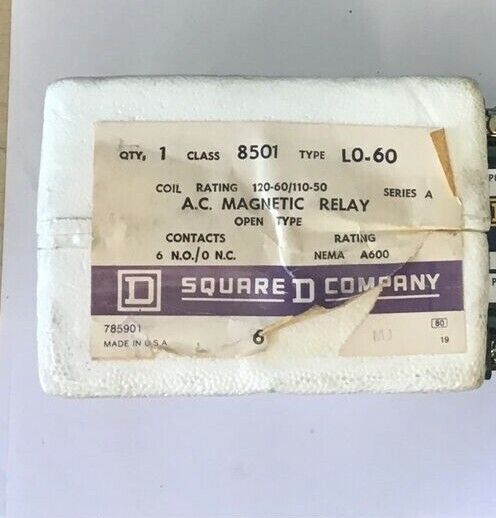 QTY. 1 CLASS 8501 TYPE LO-60
COIL RATING 120-60/110-50 SERIES A
A.C. MAGNETIC RELAY
OPEN TYPE
CONTACTS RATING
6 N.O./0 N.C. NEMA A600
D SQUARE D COMPANY
785901 6 MJ 80
MADE IN U.S.A 19